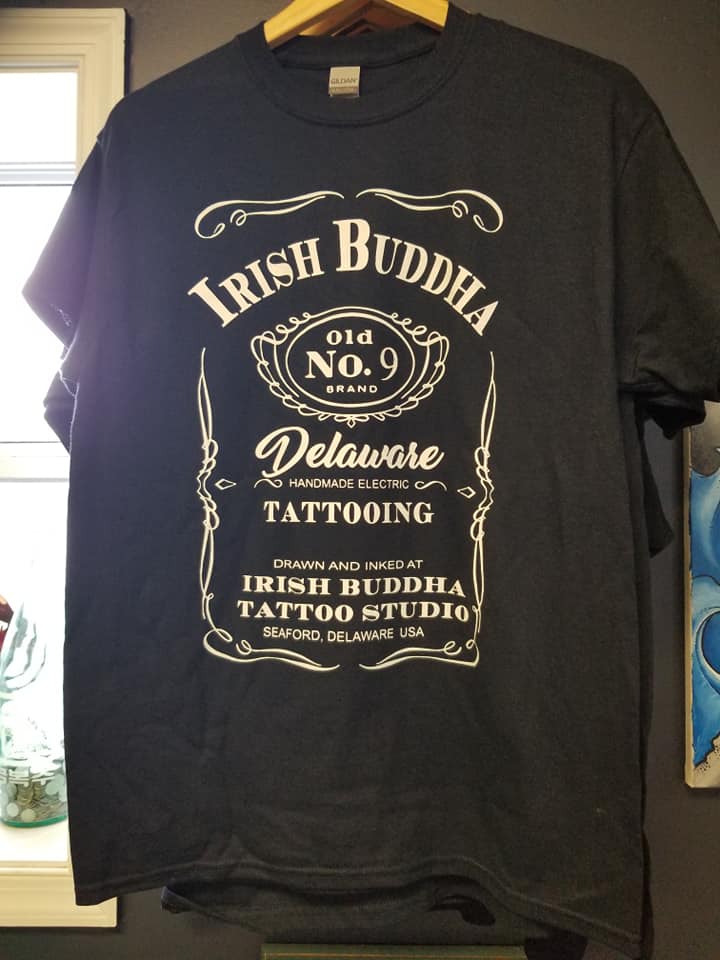 GILDAN
IRISH BUDDHA
Old
No. 9
BRAND
Delaware
HANDMADE ELECTRIC
TATTOOING
DRAWN AND INKED AT
IRISH BUDDHA
TATTOO STUDIO
SEAFORD, DELAWARE USA